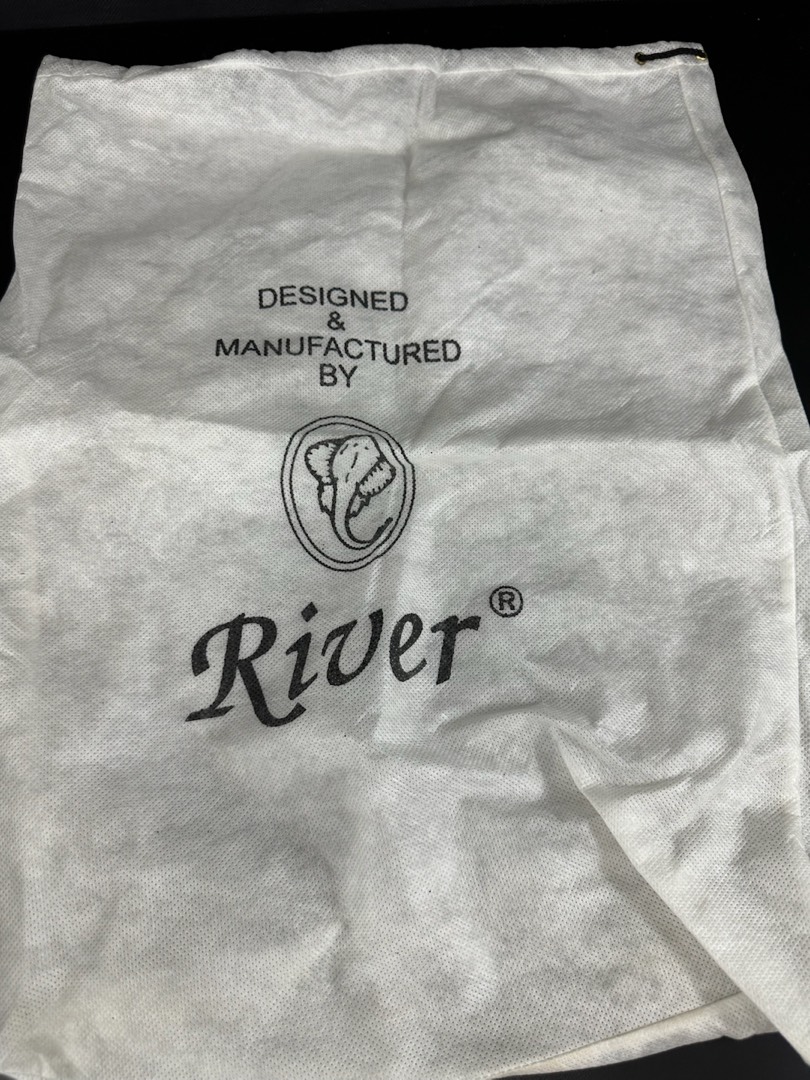 DESIGNED
&
MANUFACTURED
BY
River®